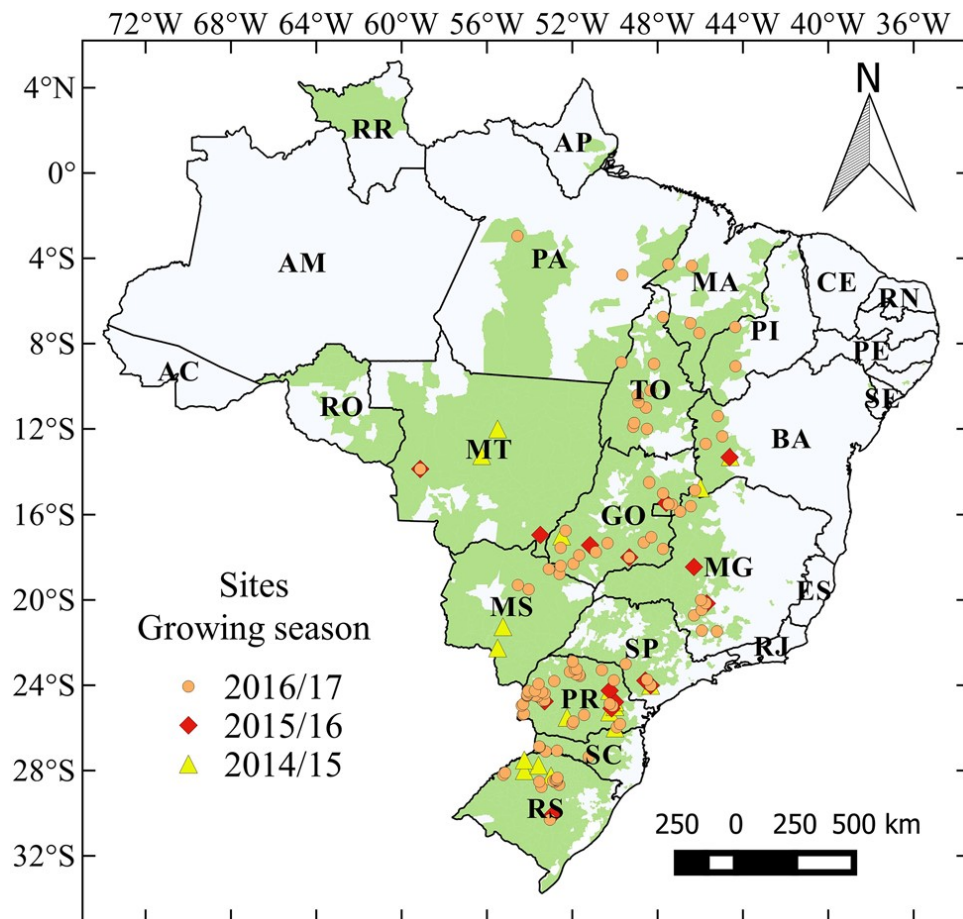 72°W 68°W 64°W 60°W 56°W 52°W 48°W 44°W 40°W 36°W
4°N
0°
4°S
8°S
12°S
16°S
20°S
24°S
28°S
32°S
N
RR
AP
AM
PA
MA
CE
RN
PI
PE
AC
TO
SE
RO
BA
MT
GO
MG
ES
MS
SP
RJ
PR
SC
RS
Sites
Growing season
2016/17
2015/16
2014/15
250 0 250 500 km